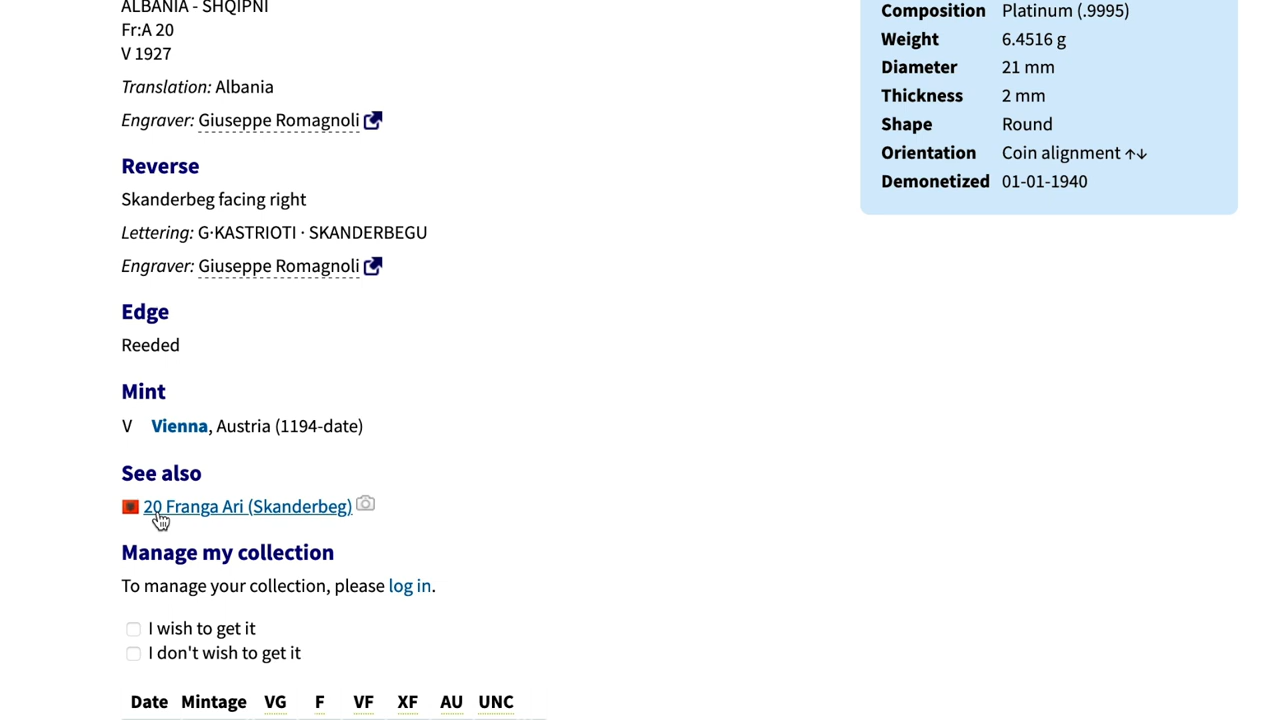 ALBANIA - SHQIPNI
Fr:A 20
V 1927
Translation: Albania
Engraver: Giuseppe Romagnoli
Reverse
Skanderbeg facing right
Lettering: G·KASTRIOTI · SKANDERBEGU
Engraver: Giuseppe Romagnoli
Edge
Reeded
Mint
V Vienna, Austria (1194-date)
See also
20 Franga Ari (Skanderbeg)
Manage my collection
To manage your collection, please log in.
I wish to get it
I don't wish to get it
Date Mintage VG F VF XF AU UNC
Composition Platinum (.9995)
Weight 6.4516 g
Diameter 21 mm
Thickness 2 mm
Shape Round
Orientation Coin alignment ↑↓
Demonetized 01-01-1940